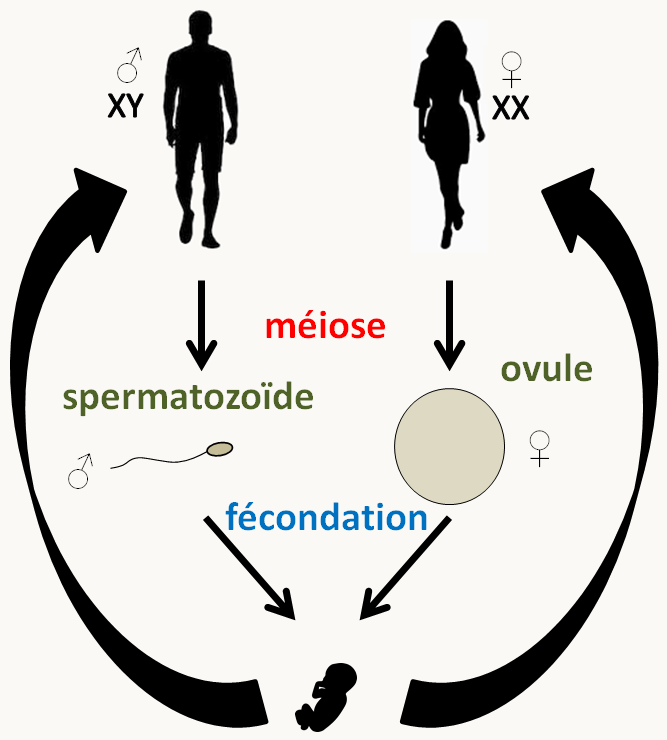 ♂
XY
♀
XX
méiose
ovule
spermatozoïde
♂
♀
fécondation